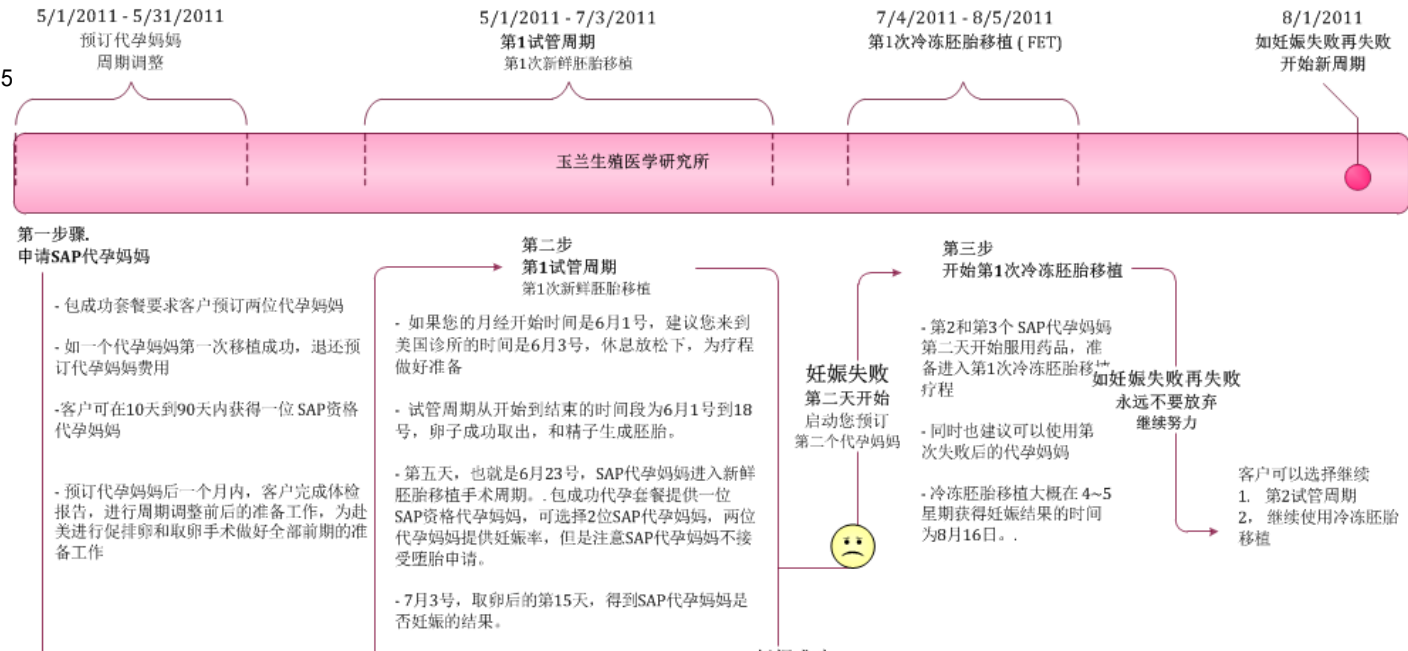 5/1/2011 - 5/31/2011
预订代孕妈妈
周期调整
5/1/2011 - 7/3/2011
第1试管周期
第1次新鲜胚胎移植
7/4/2011 - 8/5/2011
第1次冷冻胚胎移植 ( FET)
8/1/2011
如妊娠失败再失败
开始新周期
5
玉兰生殖医学研究所
第一步骤.
申请SAP代孕妈妈
- 包成功套餐要求客户预订两位代孕妈妈
- 如一个代孕妈妈第一次移植成功，退还预
订代孕妈妈费用
-客户可在10天到90天内获得一位 SAP资格
代孕妈妈
- 预订代孕妈妈后一个月内，客户完成体检
报告，进行周期调整前后的准备工作，为赴
美进行促排卵和取卵手术做好全部前期的准
备工作
第二步
第1试管周期
第1次新鲜胚胎移植
- 如果您的月经开始时间是6月1号，建议您来到
美国诊所的时间是6月3号，休息放松下，为疗程
做好准备
- 试管周期从开始到结束的时间段为6月1号到18
号，卵子成功取出，和精子生成胚胎。
- 第五天，也就是6月23号，SAP代孕妈妈进入新鲜
胚胎移植手术周期。. 包成功代孕套餐提供一位
SAP资格代孕妈妈，可选择2位SAP代孕妈妈，两位
代孕妈妈提供妊娠率，但是注意SAP代孕妈妈不接
受堕胎申请。
- 7月3号，取卵后的第15天，得到SAP代孕妈妈是
否妊娠的结果。
妊娠失败
第二天开始
启动您预订
第二个代孕妈妈
第三步
开始第1次冷冻胚胎移植
- 第2和第3个 SAP代孕妈妈
第二天开始服用药品，准
备进入第1次冷冻胚胎移
疗程
- 同时也建议可以使用第
次失败后的代孕妈妈
- 冷冻胚胎移植大概在 4~5
星期获得妊娠结果的时间
为8月16日。.
如妊娠失败再失败
永远不要放弃
继续努力
客户可以选择继续
1. 第2试管周期
2， 继续使用冷冻胚胎
移植